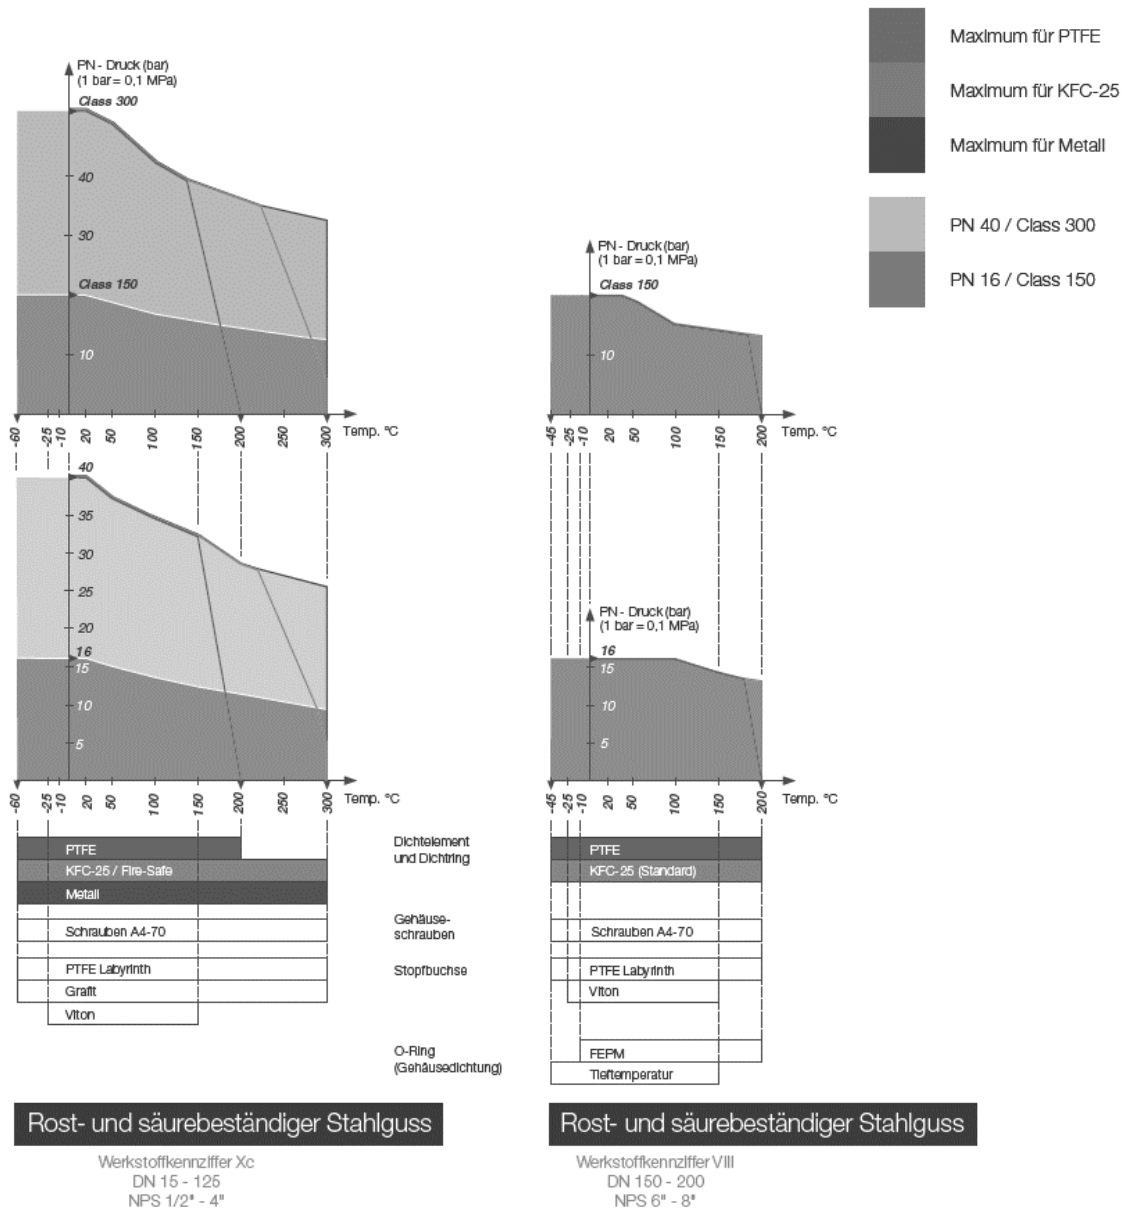 Maximum für PTFE
Maximum für KFC-25
Maximum für Metall
PN 40 / Class 300
PN 16 / Class 150
PN - Druck (bar)
(1 bar = 0,1 MPa)
Class 300
40
30
Class 150
10
-60 -25 -10 20 50 100 150 200 250 300
Temp. °C
40
35
30
25
20
16
15
10
5
-60 -25 -10 20 50 100 150 200 250 300
Temp. °C
PN - Druck (bar)
(1 bar = 0,1 MPa)
Class 150
10
-45 -25 -10 20 50 100 150 200
Temp. °C
PN - Druck (bar)
(1 bar = 0,1 MPa)
16
15
10
5
-45 -25 -10 20 50 100 150 200
Temp. °C
PTFE
KFC-25 / Fire-Safe
Metall
Schrauben A4-70
PTFE Labyrinth
Grafit
Viton
Dichtelement
und Dichtring
Gehäuse-
schrauben
Stopfbuchse
O-Ring
(Gehäusedichtung)
PTFE
KFC-25 (Standard)
Schrauben A4-70
PTFE Labyrinth
Viton
FEPM
Tieftemperatur
Rost- und säurebeständiger Stahlguss
Werkstoffkennziffer Xc
DN 15 - 125
NPS 1/2" - 4"
Rost- und säurebeständiger Stahlguss
Werkstoffkennziffer VIII
DN 150 - 200
NPS 6" - 8"